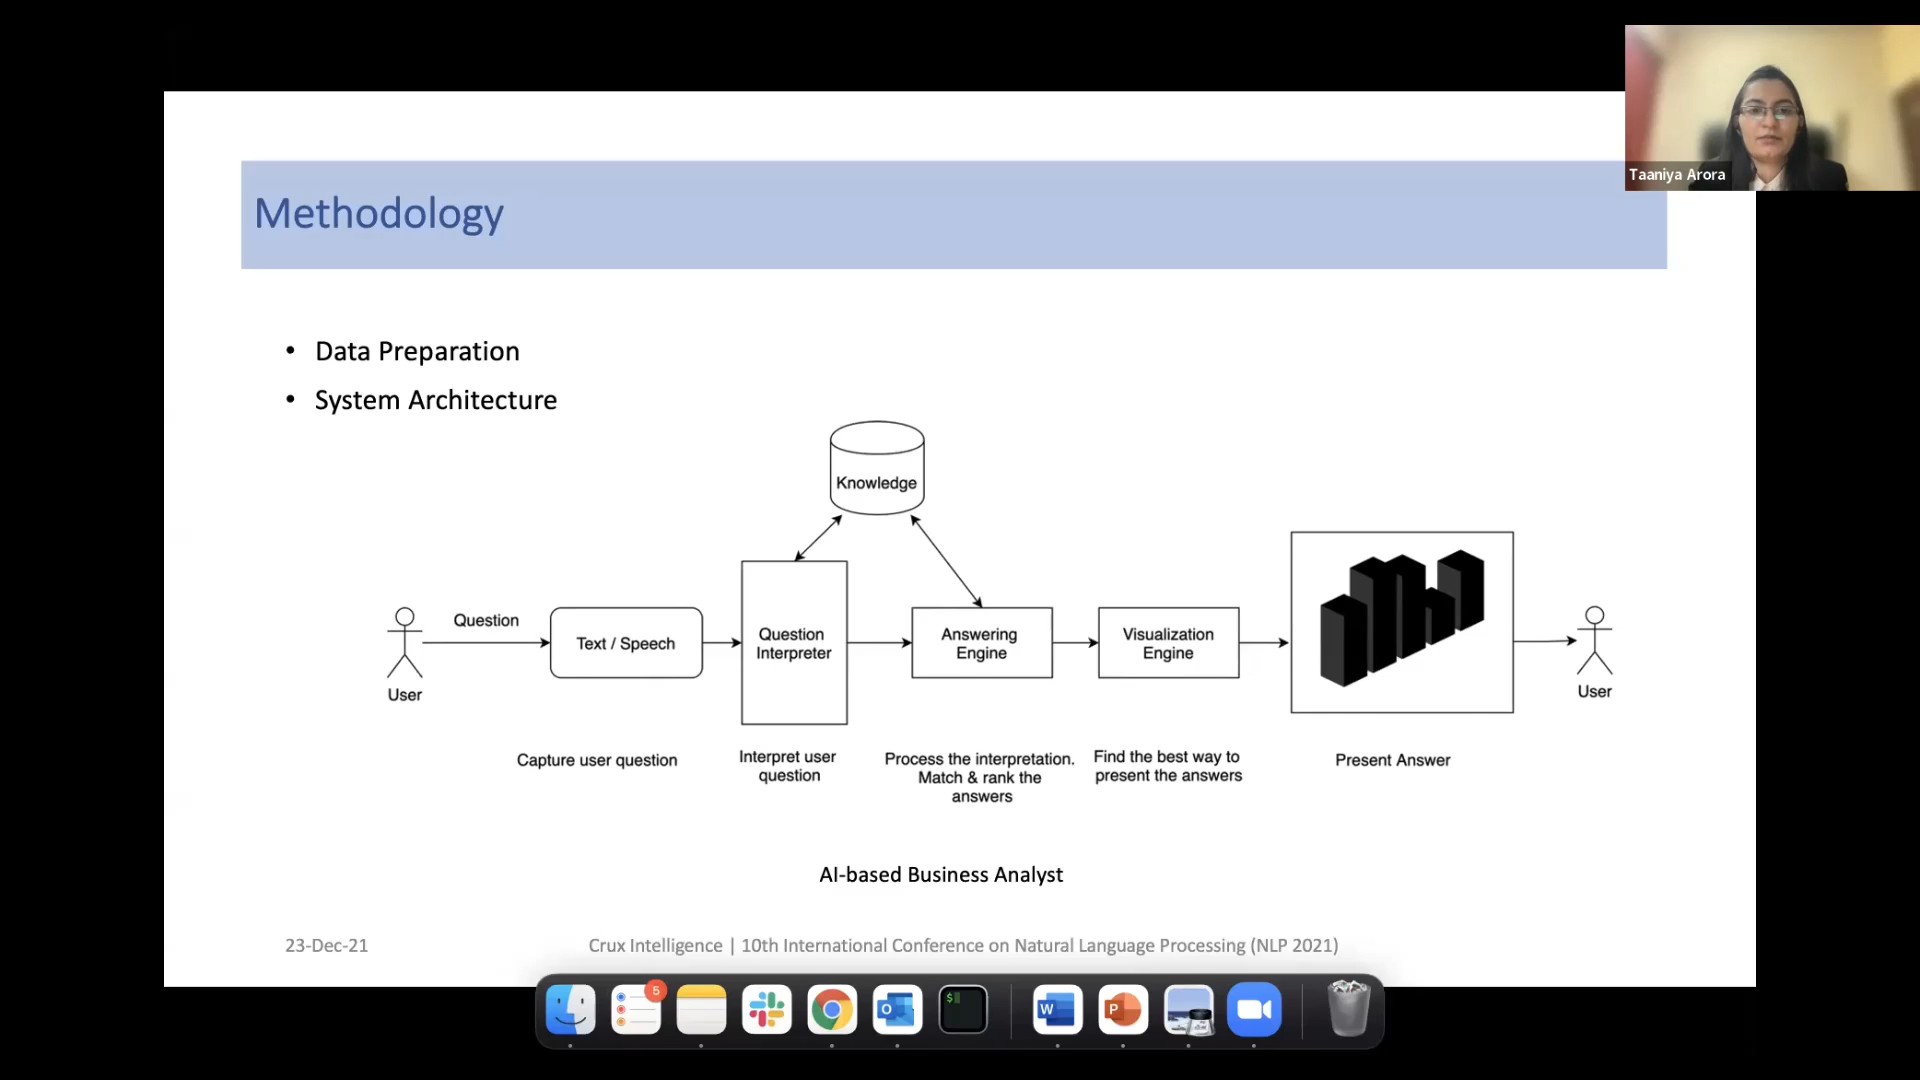 Taaniya Arora
Methodology
• Data Preparation
• System Architecture
Knowledge
Question
Text / Speech
Question
Interpreter
Answering
Engine
Visualization
Engine
User
User
Capture user question
Interpret user
question
Process the interpretation.
Match & rank the
answers
Find the best way to
present the answers
Present Answer
AI-based Business Analyst
23-Dec-21
Crux Intelligence | 10th International Conference on Natural Language Processing (NLP 2021)
5
$
O
W
P